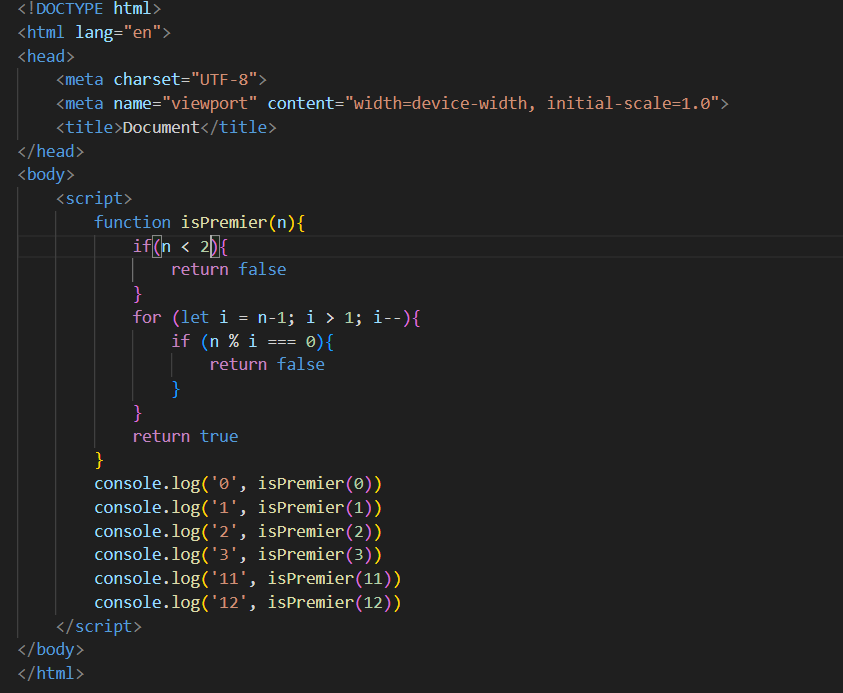 <!DOCTYPE html>
<html lang="en">
<head>
    <meta charset="UTF-8">
    <meta name="viewport" content="width=device-width, initial-scale=1.0">
    <title>Document</title>
</head>
<body>
    <script>
        function isPremier(n){
            if(n < 2){
                return false
            }
            for (let i = n-1; i > 1; i--){
                if (n % i === 0){
                    return false
                }
            }
            return true
        }
        console.log('0', isPremier(0))
        console.log('1', isPremier(1))
        console.log('2', isPremier(2))
        console.log('3', isPremier(3))
        console.log('11', isPremier(11))
        console.log('12', isPremier(12))
    </script>
</body>
</html>